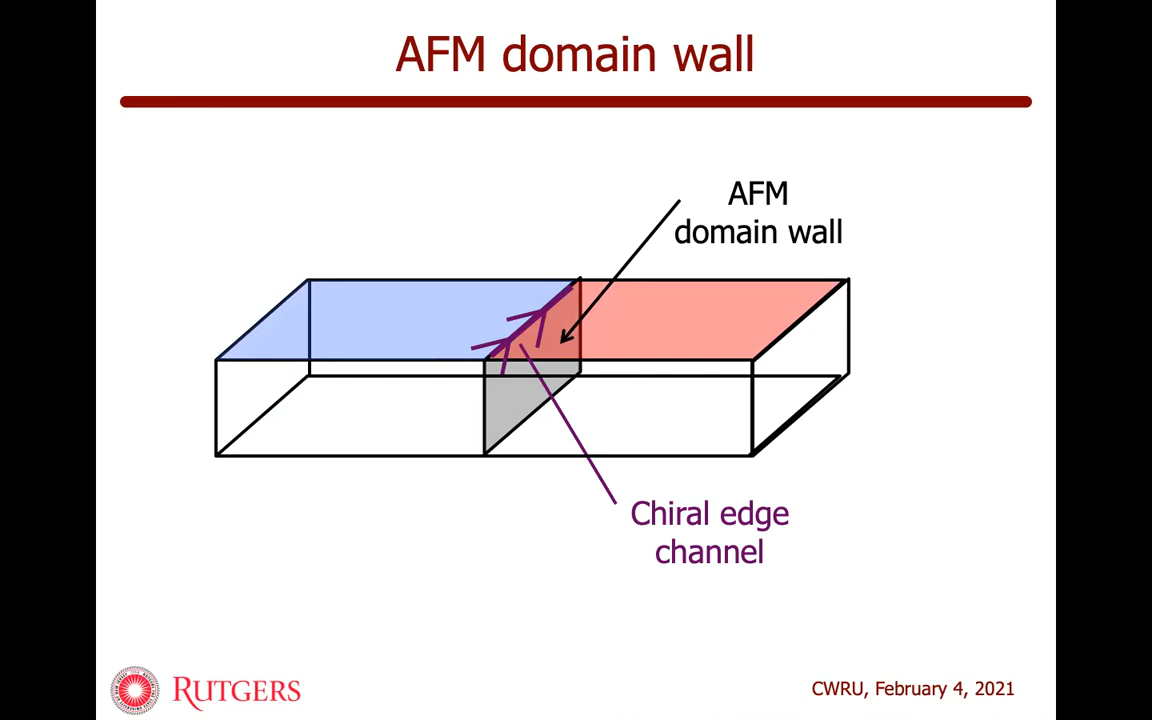 AFM domain wall
AFM
domain wall
Chiral edge
channel
RUTGERS
CWRU, February 4, 2021